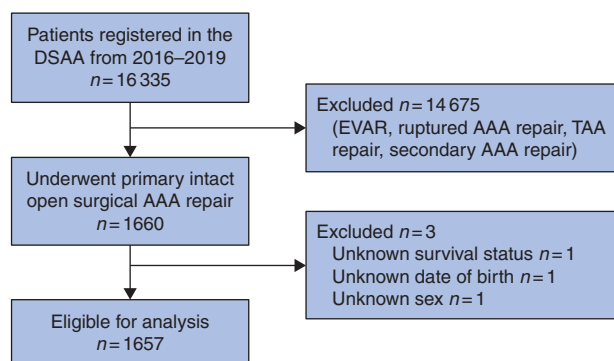 Patients registered in the
DSAA from 2016–2019
n = 16 335
Excluded n = 14 675
(EVAR, ruptured AAA repair, TAA
repair, secondary AAA repair)
Underwent primary intact
open surgical AAA repair
n = 1660
Excluded n = 3
Unknown survival status n = 1
Unknown date of birth n = 1
Unknown sex n = 1
Eligible for analysis
n = 1657